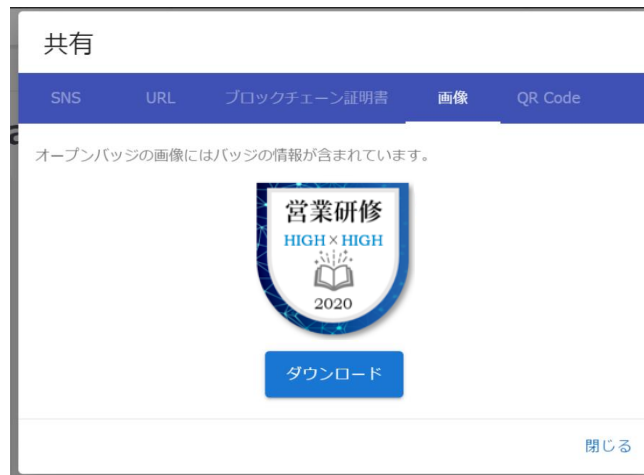 共有
SNS URL ブロックチェーン証明書 画像 QR Code
オープンバッジの画像にはバッジの情報が含まれています。
営業研修
HIGH×HIGH
2020
ダウンロード
閉じる